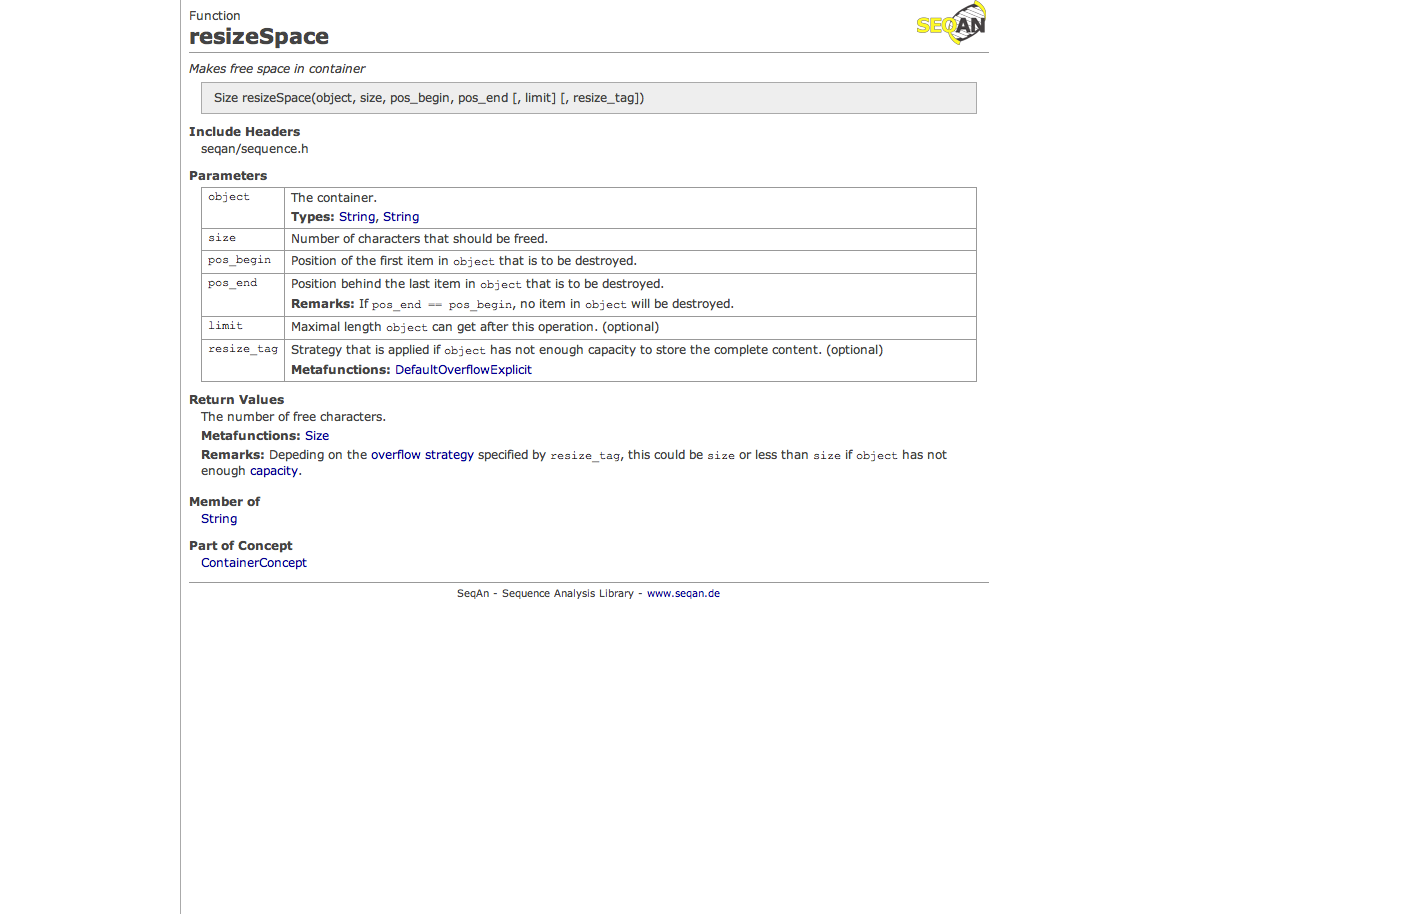 Function
SEQAN
resizeSpace
Makes free space in container
Size resizeSpace(object, size, pos_begin, pos_end [, limit] [, resize_tag])
Include Headers
seqan/sequence.h
Parameters
object The container.
Types: String, String
size Number of characters that should be freed.
pos_begin Position of the first item in object that is to be destroyed.
pos_end Position behind the last item in object that is to be destroyed.
Remarks: If pos_end == pos_begin, no item in object will be destroyed.
limit Maximal length object can get after this operation. (optional)
resize_tag Strategy that is applied if object has not enough capacity to store the complete content. (optional)
Metafunctions: DefaultOverflowExplicit
Return Values
The number of free characters.
Metafunctions: Size
Remarks: Depeding on the overflow strategy specified by resize_tag, this could be size or less than size if object has not
enough capacity.
Member of
String
Part of Concept
ContainerConcept
SeqAn - Sequence Analysis Library - www.seqan.de